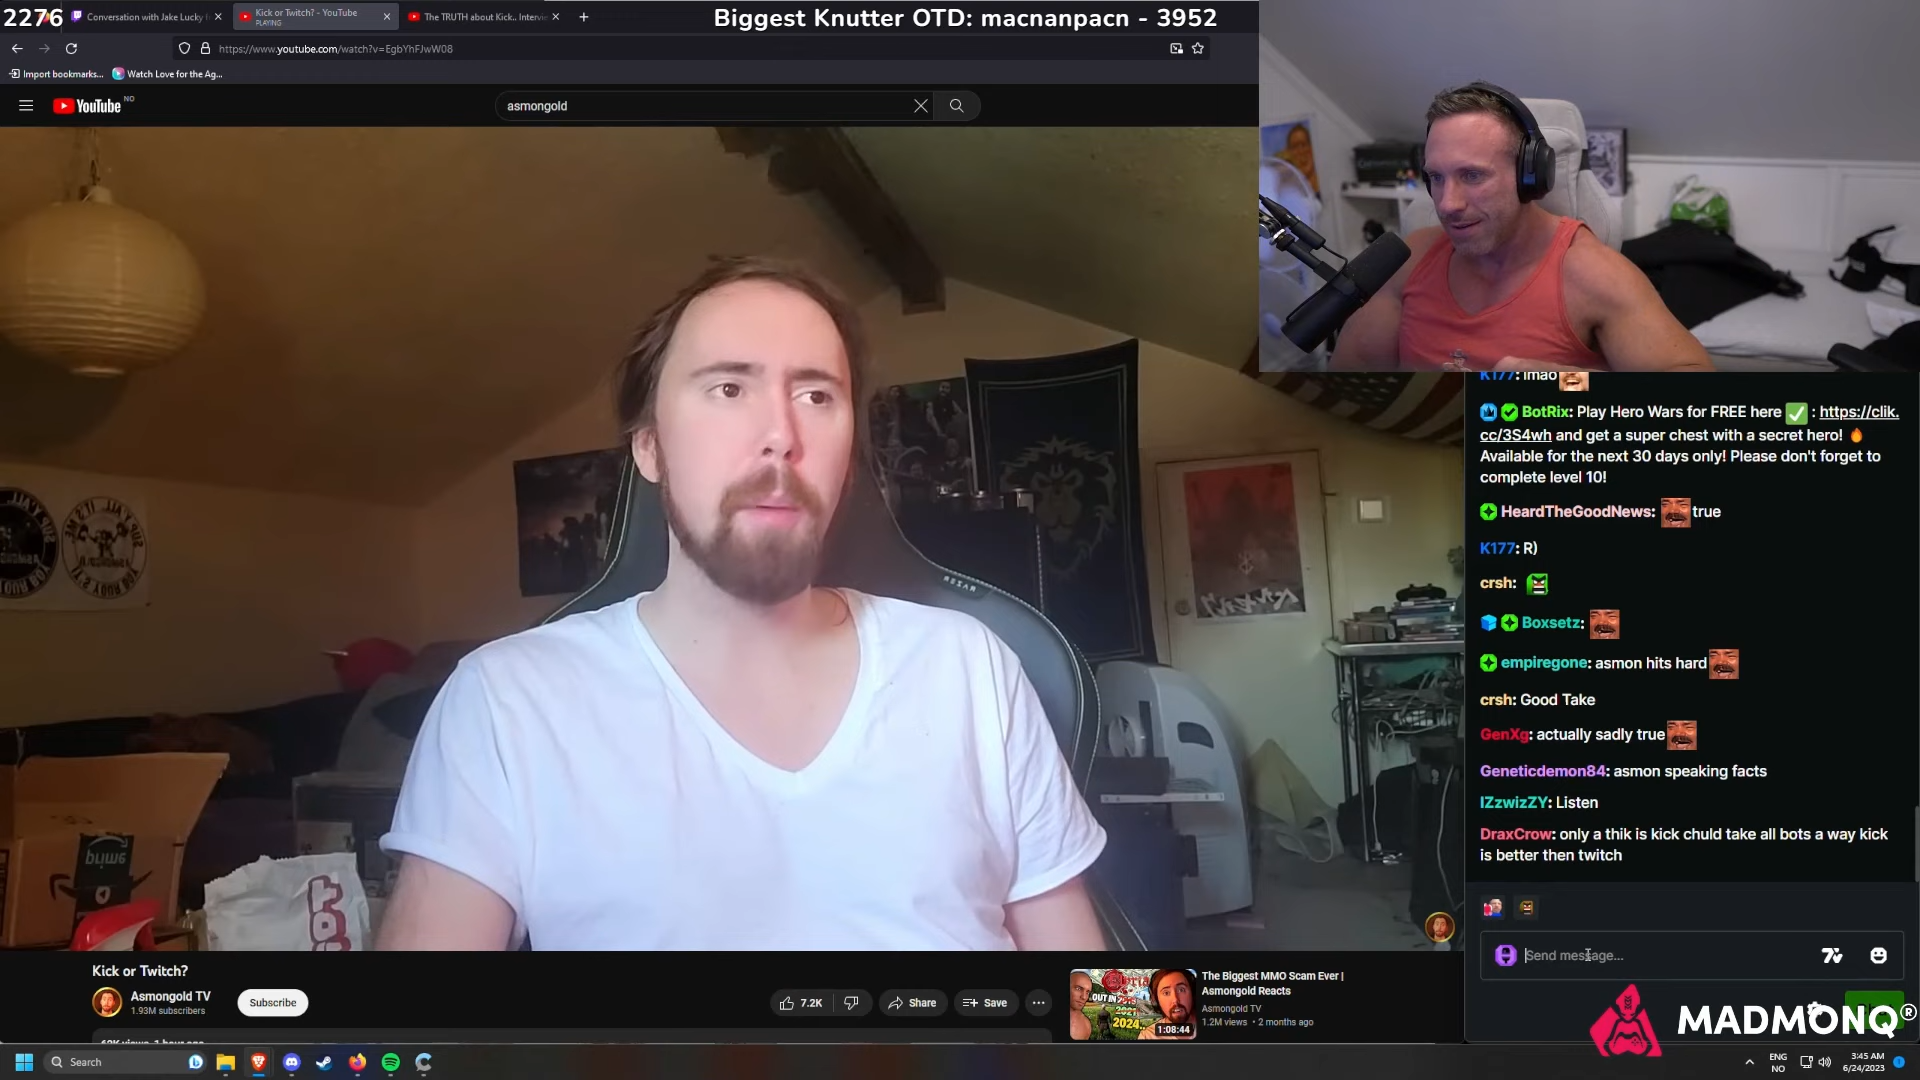 2276
Conversation with Jake Lucky
Kick or Twitch? - YouTube
PLAYING
The TRUTH about Kick.. Intervi
Biggest Knutter OTD: macnanpacn - 3952
https://www.youtube.com/watch?v=EgbYhFJwW08
Import bookmarks...
Watch Love for the Ag...
YouTube NO
asmongold
K177: lmao
BotRix: Play Hero Wars for FREE here : https://clik.
cc/3S4wh and get a super chest with a secret hero!
Available for the next 30 days only! Please don't forget to
complete level 10!
HeardTheGoodNews: true
K177: R)
crsh:
Boxsetz:
empiregone: asmon hits hard
crsh: Good Take
GenXg: actually sadly true
Geneticdemon84: asmon speaking facts
IZzwizZY: Listen
DraxCrow: only a thik is kick chuld take all bots a way kick
is better then twitch
Send message...
Kick or Twitch?
Asmongold TV
1.93M subscribers
Subscribe
7.2K
Share
Save
OUT IN 2019
2021
2024...
1:08:44
The Biggest MMO Scam Ever |
Asmongold Reacts
Asmongold TV
1.2M views • 2 months ago
MADMONQ®
Search
ENG
NO
3:45 AM
6/24/2023